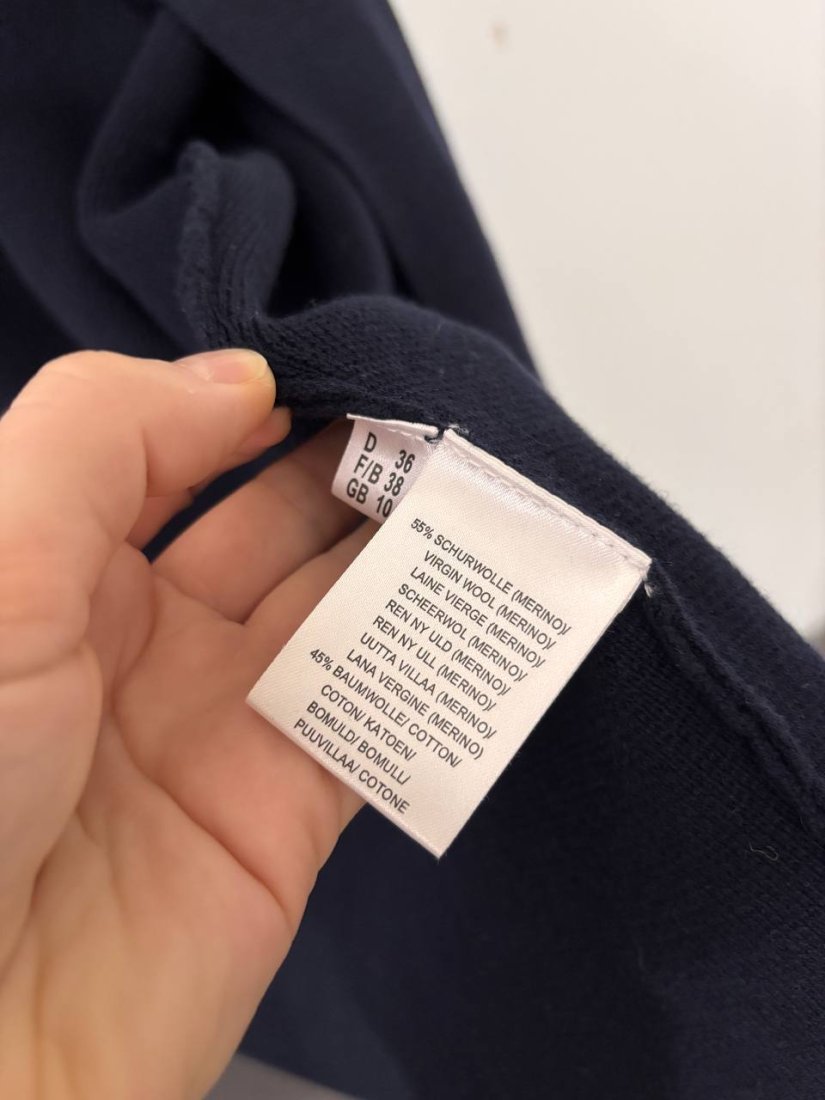 D 36
F/B 38
GB 10
55% SCHURWOLLE (MERINO)/
VIRGIN WOOL (MERINO)/
LAINE VIERGE (MERINO)/
SCHEERWOL (MERINO)/
REN NY ULD (MERINO)/
REN NY ULL (MERINO)/
UUTTA VILLAA (MERINO)/
LANA VERGINE (MERINO)
45% BAUMWOLLE/ COTTON/
COTON/ KATOEN/
BOMULD/ BOMULL/
PUUVILLAA/ COTONE